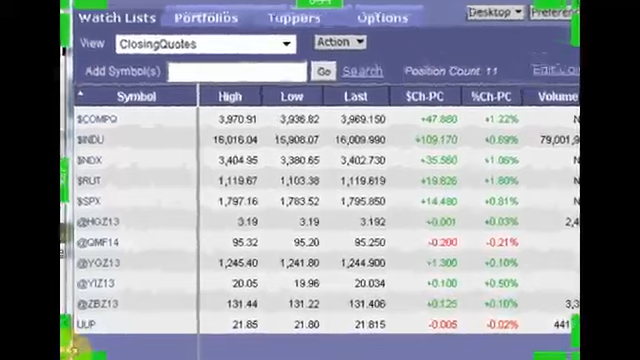 Watch Lists Portfolios Options
Desktop Preferen
View ClosingQuotes Action
Add Symbol(s) Go Search Position Count: 11
Symbol High Low Last $Ch-PC %Ch-PC Volume
$COMPQ 3,970.91 3,936.82 3,969.150 +47.880 +1.22% N
$INDU 16,016.04 15,908.07 16,009.990 +109.170 +0.69% 79,001,9
$NDX 3,404.95 3,380.65 3,402.730 +35.560 +1.06% N
$RUT 1,119.67 1,103.38 1,119.619 +19.826 +1.80% N
$SPX 1,797.16 1,783.52 1,795.850 +14.480 +0.81% N
@HGZ13 3.19 3.19 3.192 +0.001 +0.03% 2,4
@QMF14 95.32 95.20 95.250 -0.200 -0.21%
@YGZ13 1,245.40 1,241.80 1,244.900 +1.300 +0.10%
@YIZ13 20.05 19.96 20.034 +0.100 +0.50%
@ZBZ13 131.44 131.22 131.406 +0.125 +0.10% 3,3
UUP 21.85 21.80 21.815 -0.005 -0.02% 441